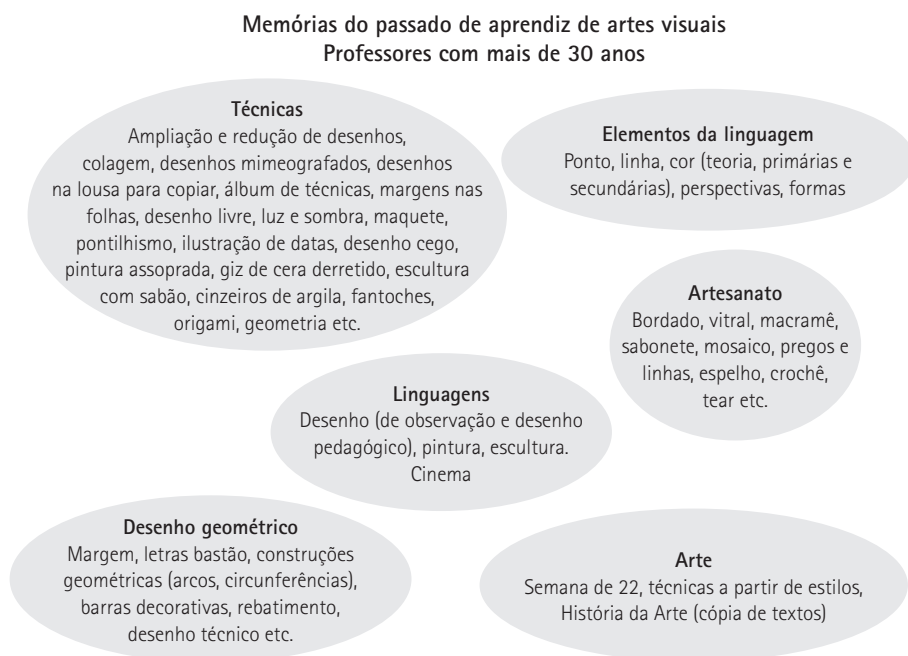 Memórias do passado de aprendiz de artes visuais
Professores com mais de 30 anos
Técnicas
Ampliação e redução de desenhos,
colagem, desenhos mimeografados, desenhos
na lousa para copiar, álbum de técnicas, margens nas
folhas, desenho livre, luz e sombra, maquete,
pontilhismo, ilustração de datas, desenho cego,
pintura assoprada, giz de cera derretido, escultura
com sabão, cinzeiros de argila, fantoches,
origami, geometria etc.
Elementos da linguagem
Ponto, linha, cor (teoria, primárias e
secundárias), perspectivas, formas
Artesanato
Bordado, vitral, macramê,
sabonete, mosaico, pregos e
linhas, espelho, crochê,
tear etc.
Linguagens
Desenho (de observação e desenho
pedagógico), pintura, escultura.
Cinema
Desenho geométrico
Margem, letras bastão, construções
geométricas (arcos, circunferências),
barras decorativas, rebatimento,
desenho técnico etc.
Arte
Semana de 22, técnicas a partir de estilos,
História da Arte (cópia de textos)